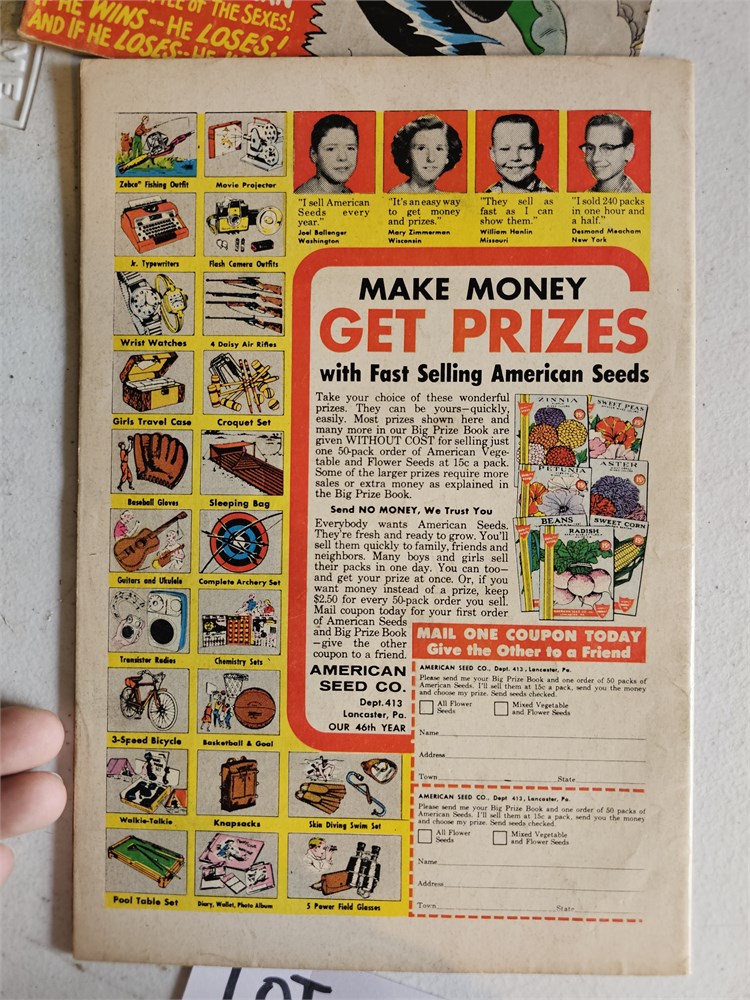 OF THE SEXES!
HE WINS--HE LOSES!
AND IF HE LOSES--HE
Zebco® Fishing Outfit
Movie Projector
Jr. Typewriters
Flash Camera Outfits
Wrist Watches
4 Daisy Air Rifles
Girls Travel Case
Croquet Set
Baseball Gloves
Sleeping Bag
Guitars and Ukulele
Complete Archery Set
Transistor Radios
Chemistry Sets
3-Speed Bicycle
Basketball & Goal
Walkie-Talkie
Knapsacks
Skin Diving Swim Set
Pool Table Set
Diary, Wallet, Photo Album
5 Power Field Glasses
"I sell American
Seeds every
year."
Joel Ballenger
Washington
"It's an easy way
to get money
and prizes."
Mary Zimmerman
Wisconsin
"They sell as
fast as I can
show them."
William Hanlin
Missouri
"I sold 240 packs
in one hour and
a half."
Desmond Meacham
New York
MAKE MONEY
GET PRIZES
with Fast Selling American Seeds
Take your choice of these wonderful
prizes. They can be yours—quickly,
easily. Most prizes shown here and
many more in our Big Prize Book are
given WITHOUT COST for selling just
one 50-pack order of American Vege-
table and Flower Seeds at 15c a pack.
Some of the larger prizes require more
sales or extra money as explained in
the Big Prize Book.
Send NO MONEY, We Trust You
Everybody wants American Seeds.
They're fresh and ready to grow. You'll
sell them quickly to family, friends and
neighbors. Many boys and girls sell
their packs in one day. You can too—
and get your prize at once. Or, if you
want money instead of a prize, keep
$2.50 for every 50-pack order you sell.
Mail coupon today for your first order
of American Seeds
and Big Prize Book
—give the other
coupon to a friend.
AMERICAN
SEED CO.
Dept. 413
Lancaster, Pa.
OUR 46th YEAR
ZINNIA
SWEET PEAS
PETUNIA
ASTER
BEANS
SWEET CORN
RADISH
MAIL ONE COUPON TODAY
Give the Other to a Friend
AMERICAN SEED CO., Dept. 413, Lancaster, Pa.
Please send me your Big Prize Book and one order of 50 packs of
American Seeds. I'll sell them at 15c a pack, send you the money
and choose my prize. Send seeds checked.
All Flower
Seeds
Mixed Vegetable
and Flower Seeds
Name
Address
Town State
AMERICAN SEED CO., Dept 413, Lancaster, Pa.
Please send me your Big Prize Book and one order of 50 packs of
American Seeds. I'll sell them at 15c a pack, send you the money
and choose my prize. Send seeds checked.
All Flower
Seeds
Mixed Vegetable
and Flower Seeds
Name
Address
Town State
LOT